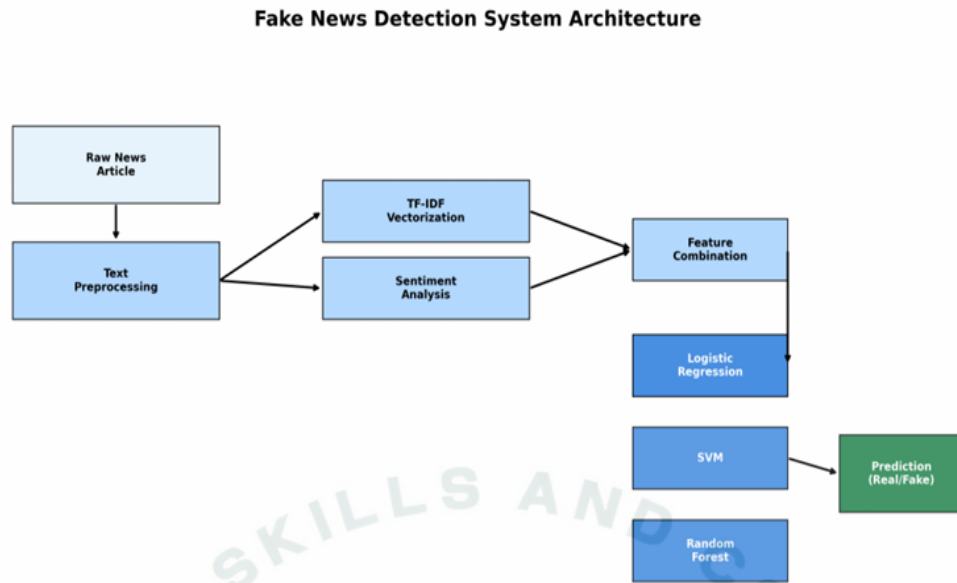 Fake News Detection System Architecture
Raw News
Article
Text
Preprocessing
TF-IDF
Vectorization
Sentiment
Analysis
Feature
Combination
Logistic
Regression
SVM
Prediction
(Real/Fake)
Random
Forest
SKILLS AND